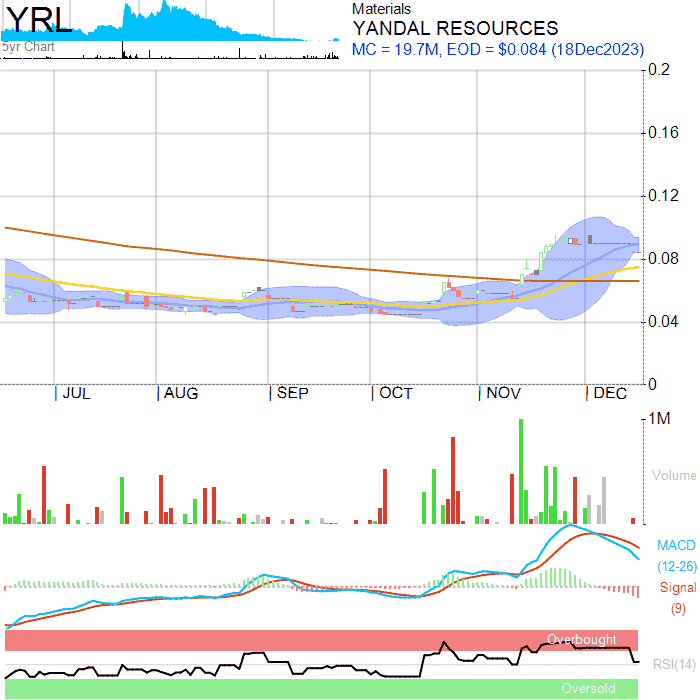 YRL
5yr Chart
Materials
YANDAL RESOURCES
MC = 19.7M, EOD = $0.084 (18Dec2023)
0.2
0.16
0.12
0.08
0.04
0
JUL AUG SEP OCT NOV DEC
1M
Volume
MACD
(12-26)
Signal
(9)
Overbought
RSI(14)
Oversold